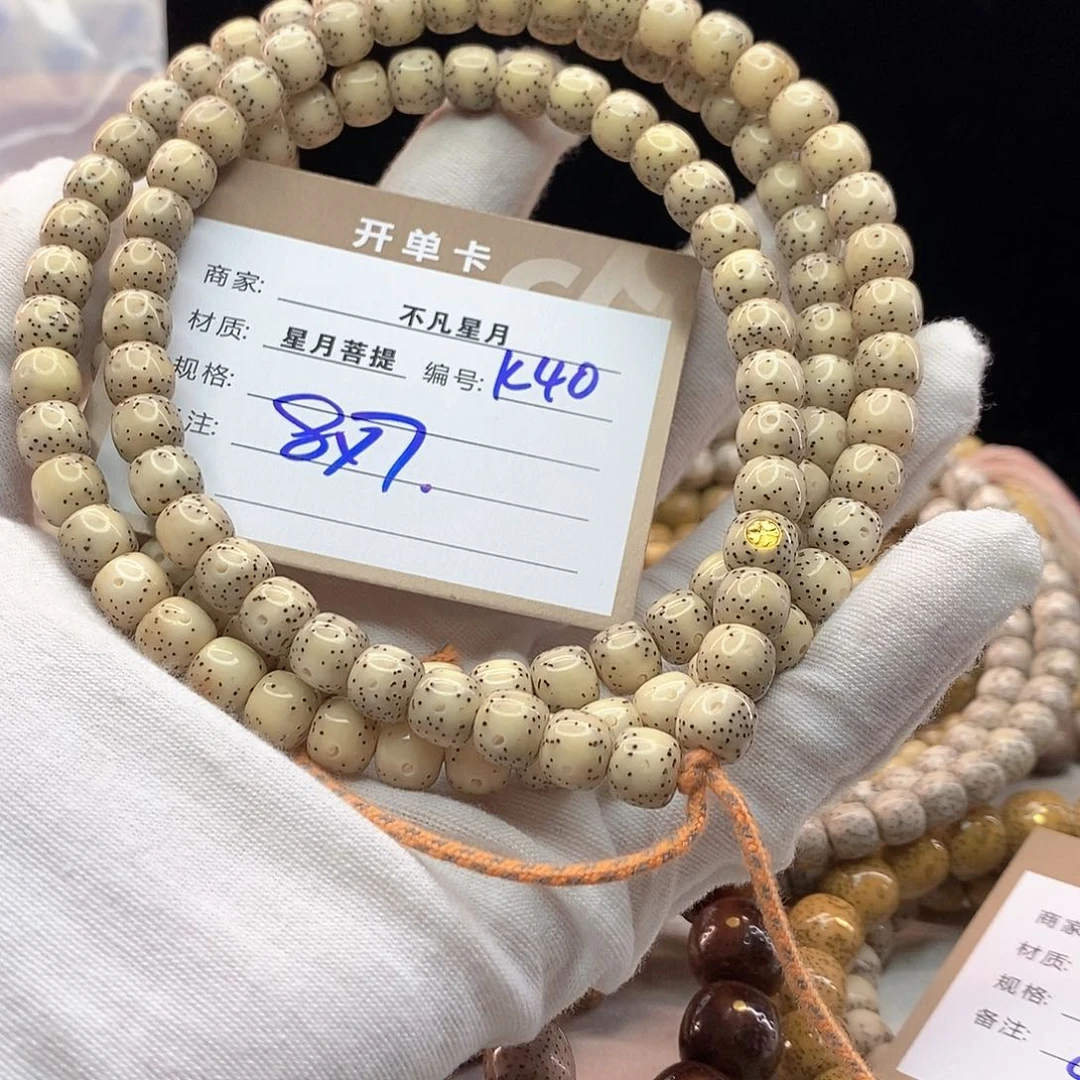 开单卡
商家: 不凡星月
材质: 星月菩提 编号: K40
规格: 8x7.
注:
商家
材质:
规格:
备注: